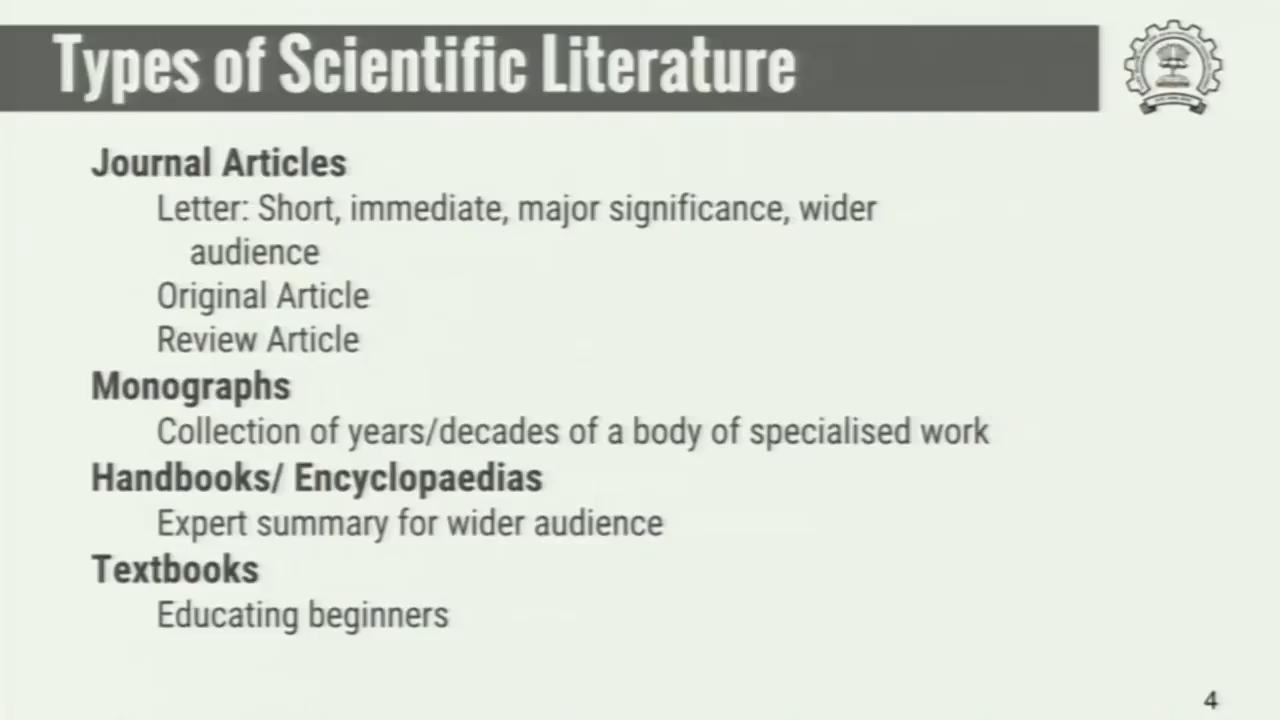 Types of Scientific Literature
Journal Articles
Letter: Short, immediate, major significance, wider
audience
Original Article
Review Article
Monographs
Collection of years/decades of a body of specialised work
Handbooks/ Encyclopaedias
Expert summary for wider audience
Textbooks
Educating beginners
4